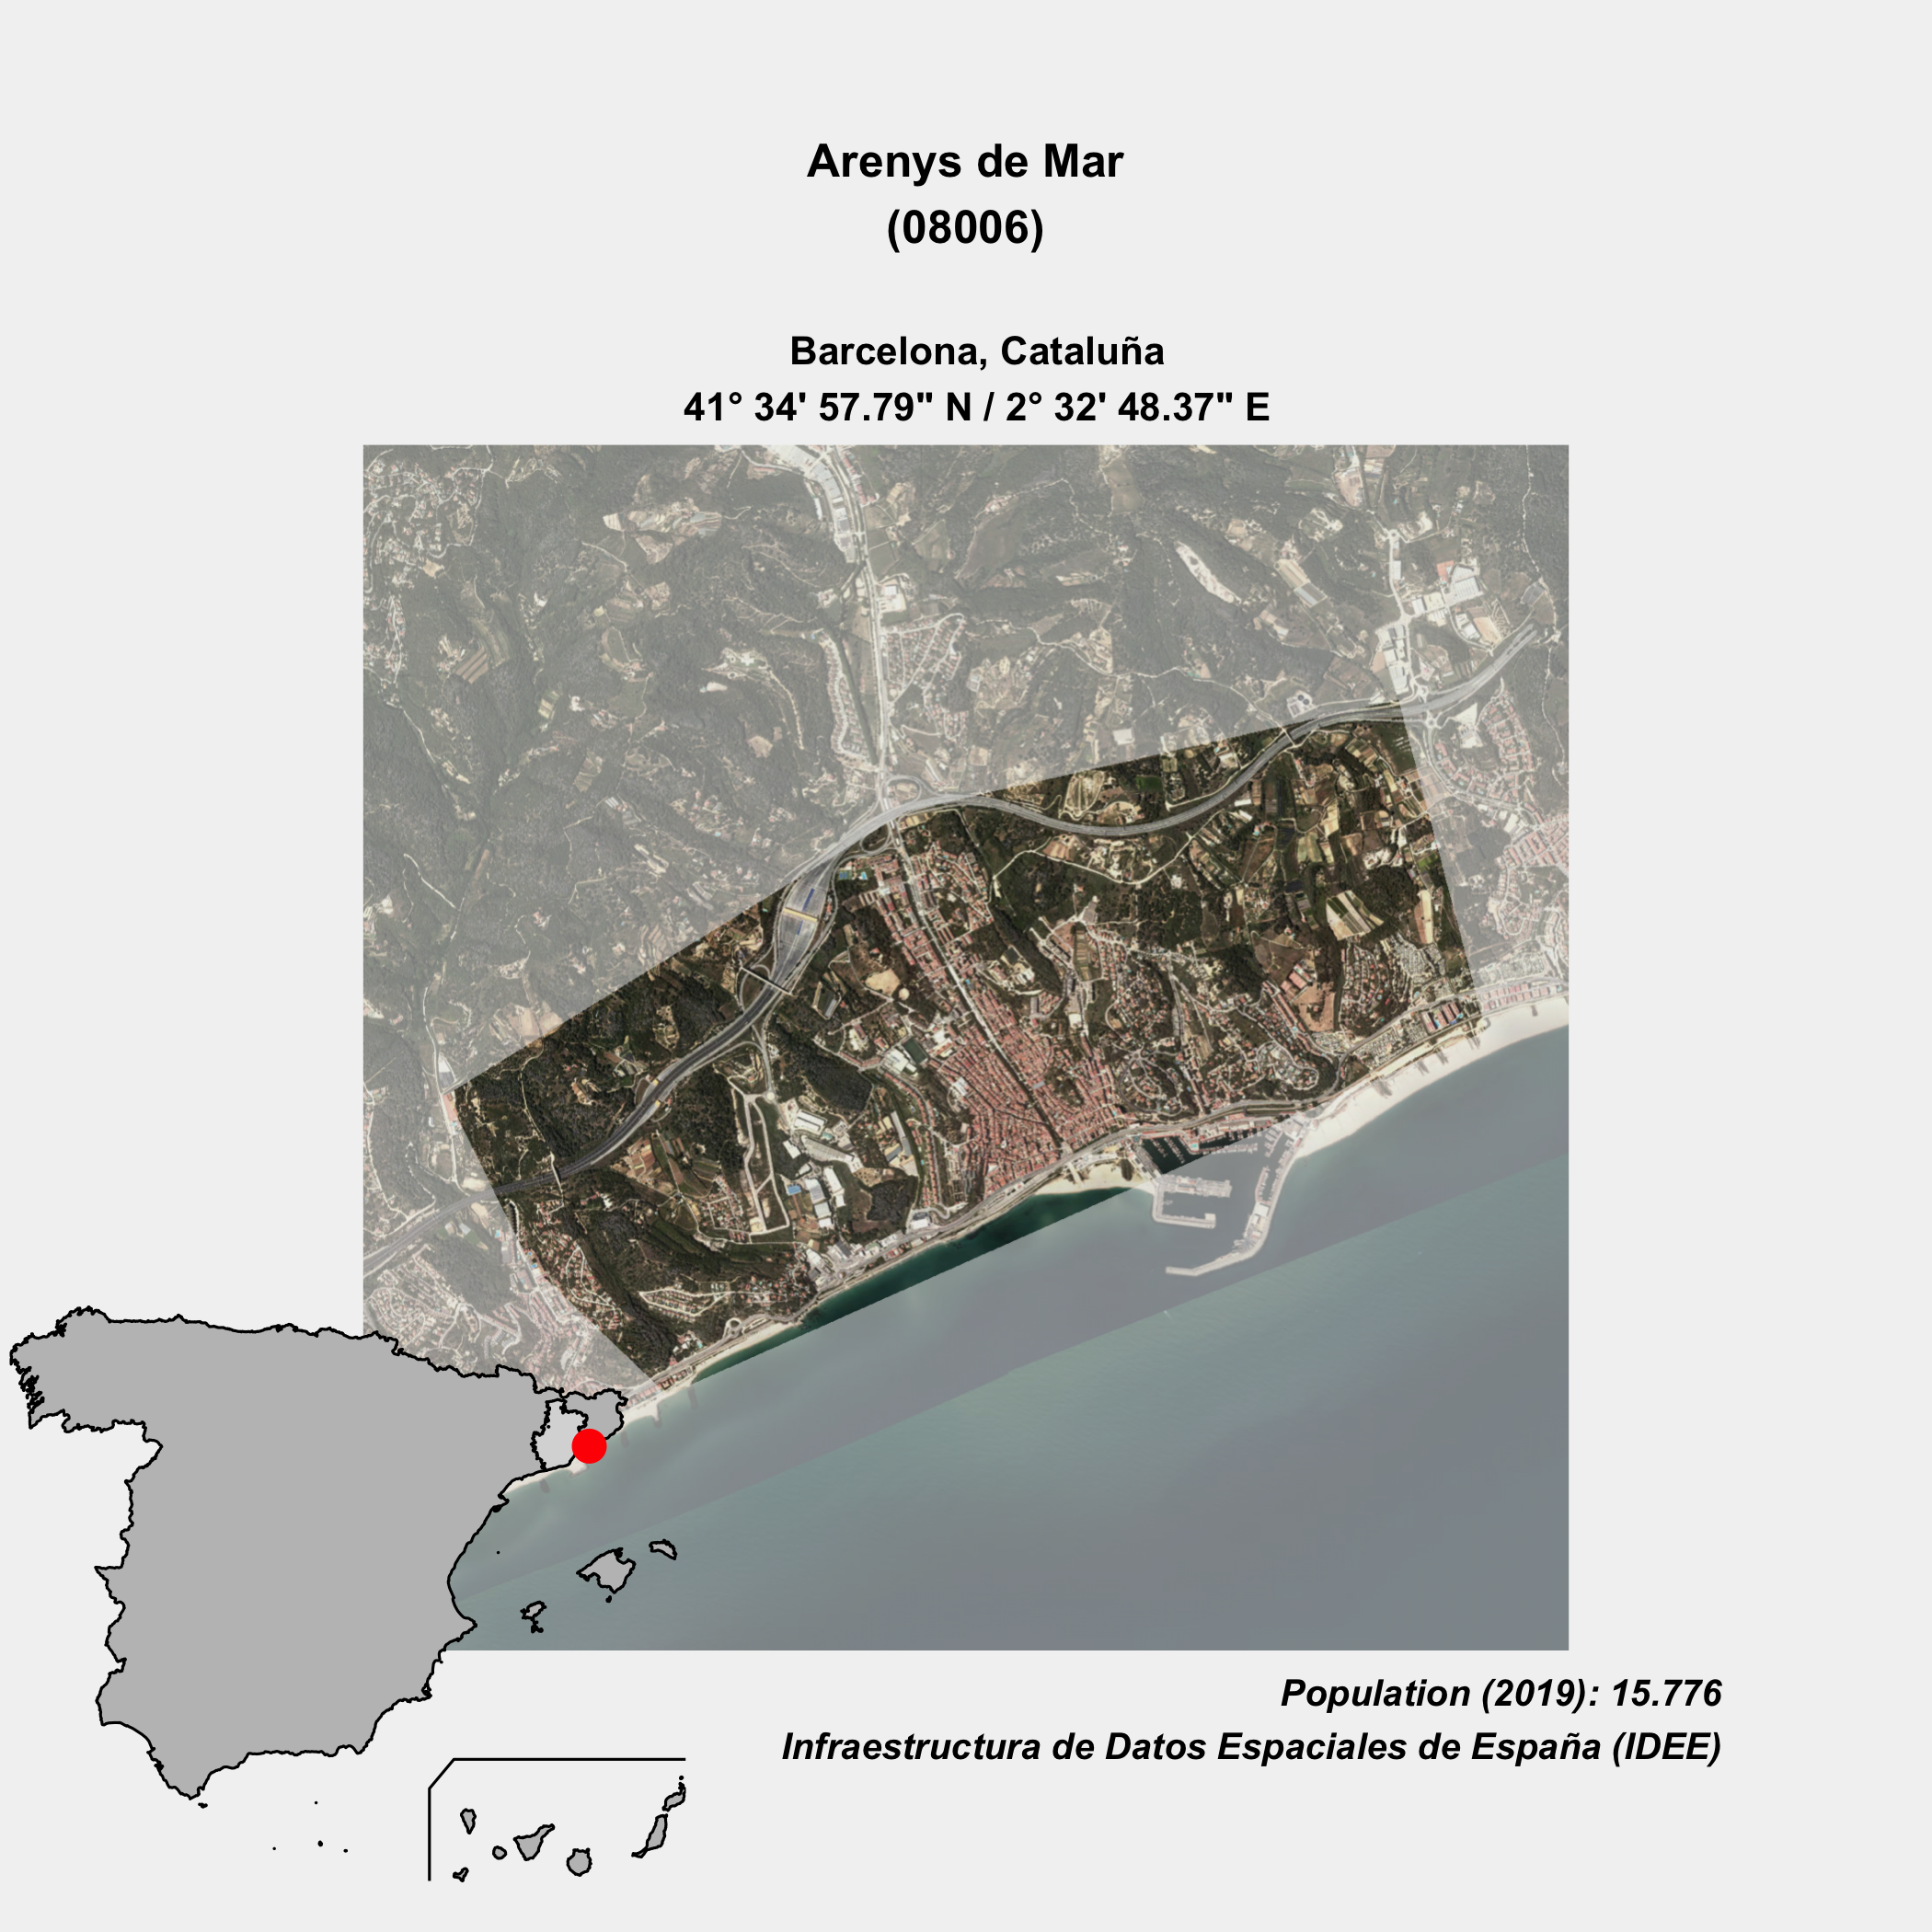 Arenys de Mar
(08006)
Barcelona, Cataluña
41° 34' 57.79" N / 2° 32' 48.37" E
Population (2019): 15.776
Infraestructura de Datos Espaciales de España (IDEE)